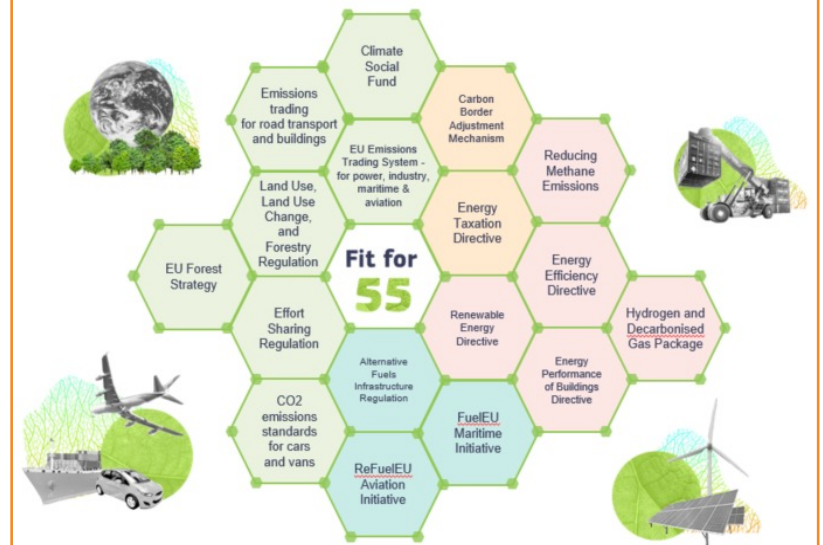 Climate
Social
Fund
Emissions
trading
for road transport
and buildings
Carbon
Border
Adjustment
Mechanism
EU Emissions
Trading System -
for power, industry,
maritime &
aviation
Reducing
Methane
Emissions
Land Use,
Land Use
Change,
and
Forestry
Regulation
Energy
Taxation
Directive
EU Forest
Strategy
Fit for
55
Energy
Efficiency
Directive
Effort
Sharing
Regulation
Renewable
Energy
Directive
Hydrogen and
Decarbonised
Gas Package
Alternative
Fuels
Infrastructure
Regulation
Energy
Performance
of Buildings
Directive
CO2
emissions
standards
for cars
and vans
FuelEU
Maritime
Initiative
ReFuelEU
Aviation
Initiative